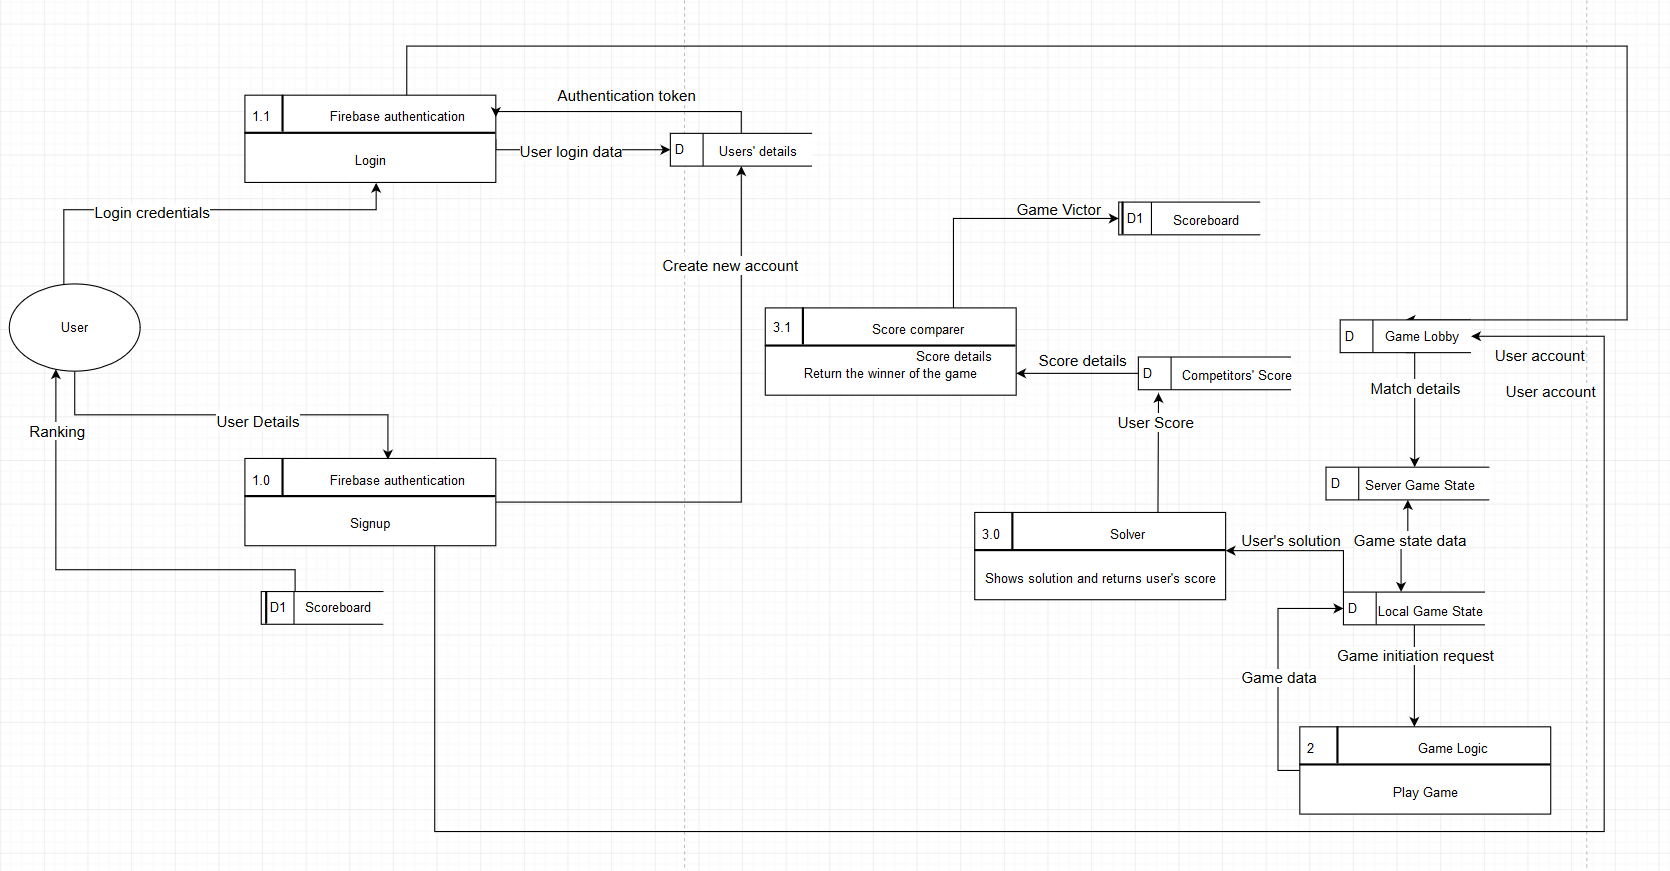 Authentication token
1.1
Firebase authentication
Login
User login data
D
Users' details
Login credentials
Game Victor
D1
Scoreboard
Create new account
User
3.1
Score comparer
Score details
Return the winner of the game
Score details
D
Competitors' Score
D
Game Lobby
User account
User account
Match details
User Details
Ranking
User Score
1.0
Firebase authentication
Signup
D
Server Game State
3.0
Solver
Shows solution and returns user's score
User's solution
Game state data
D1
Scoreboard
D
Local Game State
Game initiation request
Game data
2
Game Logic
Play Game